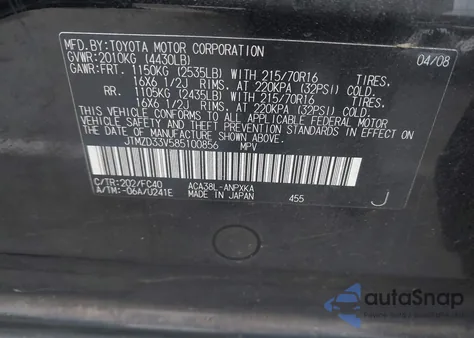 MFD.BY:TOYOTA MOTOR CORPORATION 04/08
GVWR:2010KG (4430LB)
GAWR:FRT. 1150KG (2535LB) WITH 215/70R16 TIRES,
16X6 1/2J RIMS, AT 220KPA (32PSI) COLD.
RR. 1105KG (2435LB) WITH 215/70R16 TIRES,
16X6 1/2J RIMS, AT 220KPA (32PSI) COLD.
THIS VEHICLE CONFORMS TO ALL APPLICABLE FEDERAL MOTOR
VEHICLE SAFETY AND THEFT PREVENTION STANDARDS IN EFFECT
ON THE DATE OF MANUFACTURE SHOWN ABOVE.
JTMZD33V585100856 MPV
C/TR:202/FC40 ACA38L-ANPXKA J
A/TM:-06A/U241E MADE IN JAPAN 455
autoSnap